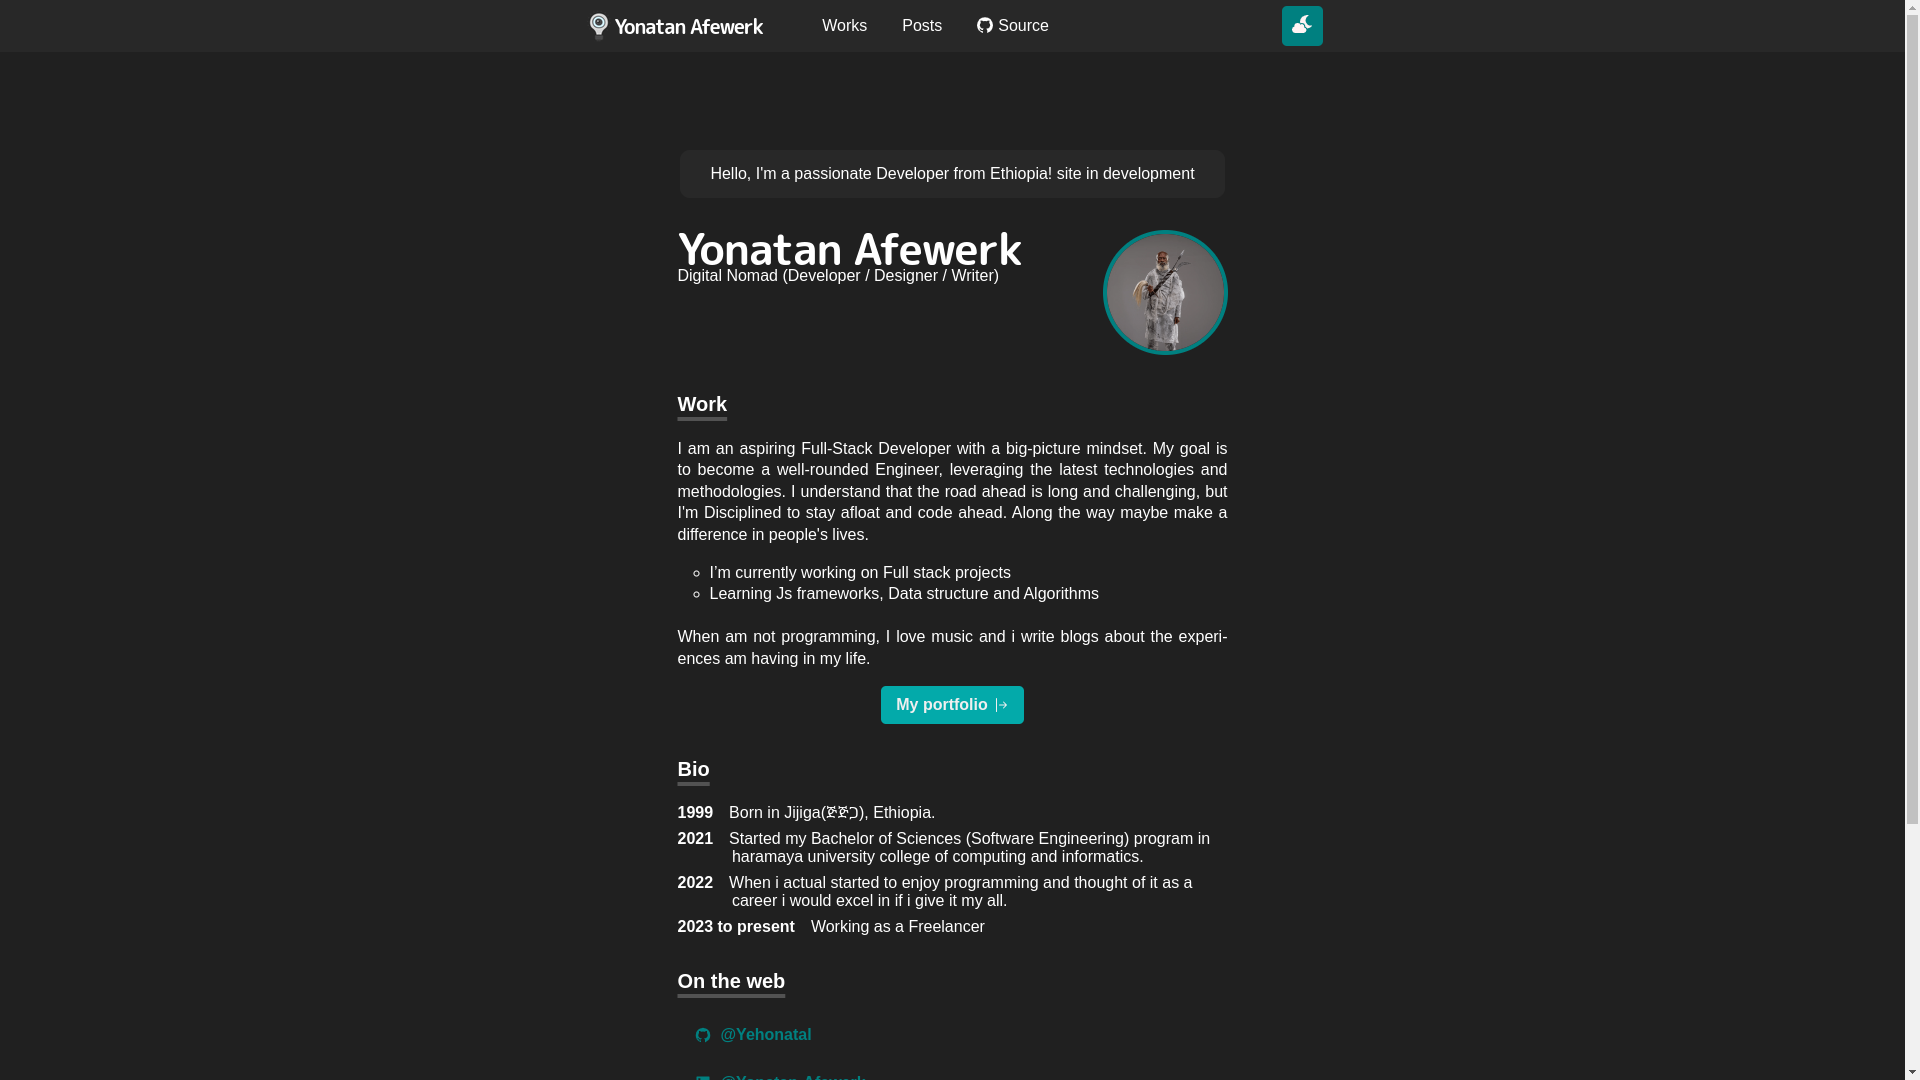 Yonatan Afewerk
Works
Posts
Source
Hello, I'm a passionate Developer from Ethiopia! site in development
Yonatan Afewerk
Digital Nomad (Developer / Designer / Writer)
Work
I am an aspiring Full-Stack Developer with a big-picture mindset. My goal is
to become a well-rounded Engineer, leveraging the latest technologies and
methodologies. I understand that the road ahead is long and challenging, but
I'm Disciplined to stay afloat and code ahead. Along the way maybe make a
difference in people's lives.
I’m currently working on Full stack projects
Learning Js frameworks, Data structure and Algorithms
When am not programming, I love music and i write blogs about the experi-
ences am having in my life.
My portfolio
Bio
1999 Born in Jijiga(ጅጅጋ), Ethiopia.
2021 Started my Bachelor of Sciences (Software Engineering) program in
haramaya university college of computing and informatics.
2022 When i actual started to enjoy programming and thought of it as a
career i would excel in if i give it my all.
2023 to present Working as a Freelancer
On the web
@Yehonatal
@Yonatan-Afewerk